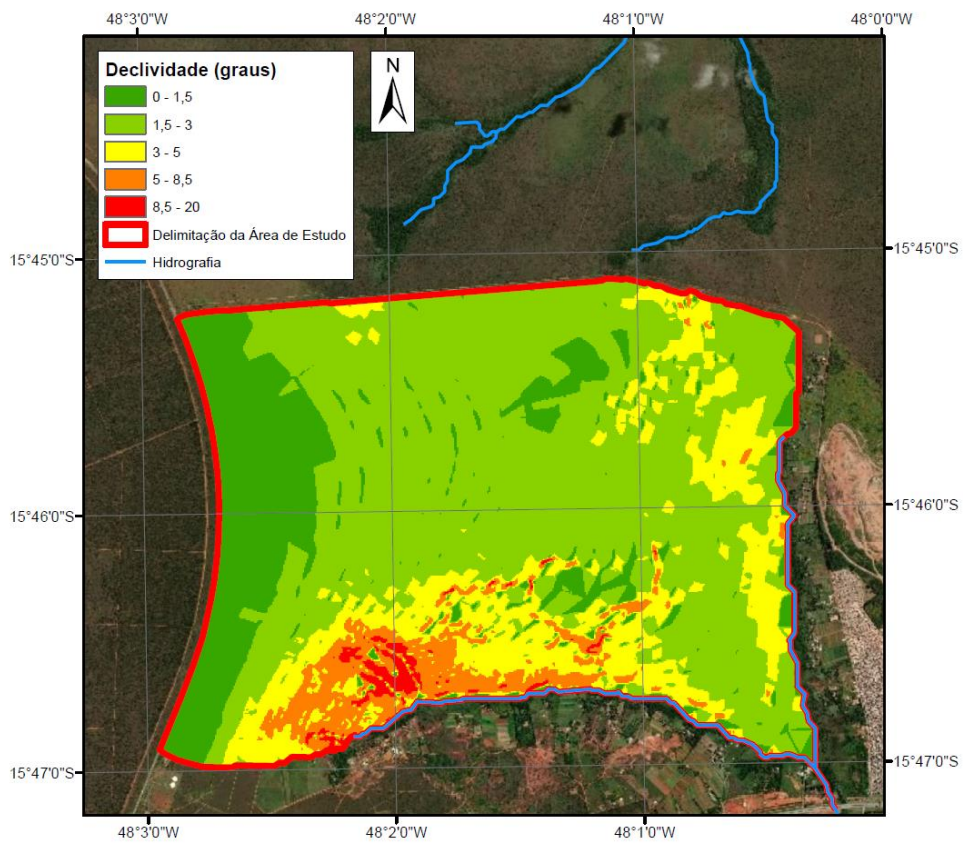 48°3'0"W 48°2'0"W 48°1'0"W 48°0'0"W
Declividade (graus)
0 - 1,5
1,5 - 3
3 - 5
5 - 8,5
8,5 - 20
Delimitação da Área de Estudo
Hidrografia
N
15°45'0"S 15°45'0"S
15°46'0"S 15°46'0"S
15°47'0"S 15°47'0"S
48°3'0"W 48°2'0"W 48°1'0"W